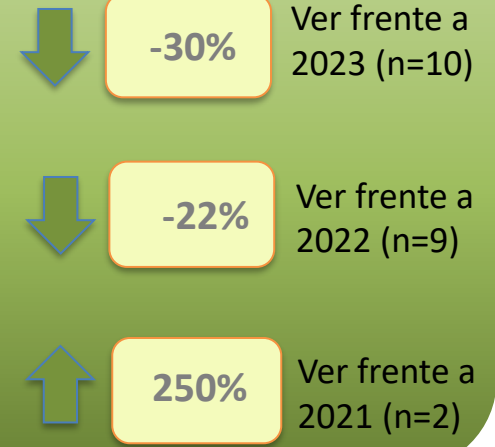 -30%
Ver frente a
2023 (n=10)
-22%
Ver frente a
2022 (n=9)
250%
Ver frente a
2021 (n=2)